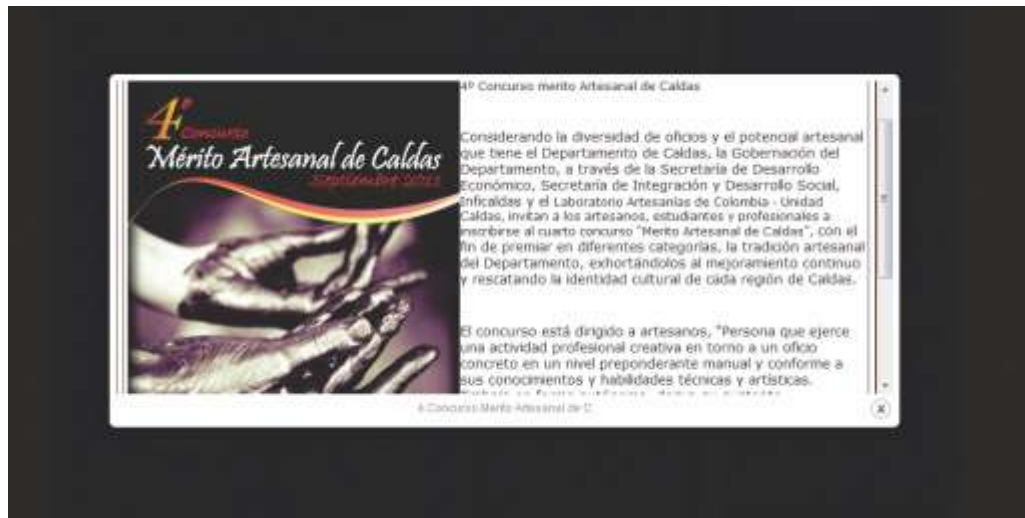 4º
Concurso
Mérito Artesanal de Caldas
Septiembre 2011
4º Concurso merito Artesanal de Caldas
Considerando la diversidad de oficios y el potencial artesanal
que tiene el Departamento de Caldas, la Gobernación del
Departamento, a través de la Secretaria de Desarrollo
Económico, Secretaría de Integración y Desarrollo Social,
Inficaldas y el Laboratorio Artesanías de Colombia - Unidad
Caldas, invitan a los artesanos, estudiantes y profesionales a
inscribirse al cuarto concurso "Merito Artesanal de Caldas", con el
fin de premiar en diferentes categorías, la tradición artesanal
del Departamento, exhortándolos al mejoramiento continuo
y rescatando la identidad cultural de cada región de Caldas.
El concurso está dirigido a artesanos, "Persona que ejerce
una actividad profesional creativa en torno a un oficio
concreto en un nivel preponderante manual y conforme a
sus conocimientos y habilidades técnicas y artísticas.
4 Concurso Merito Artesanal de C